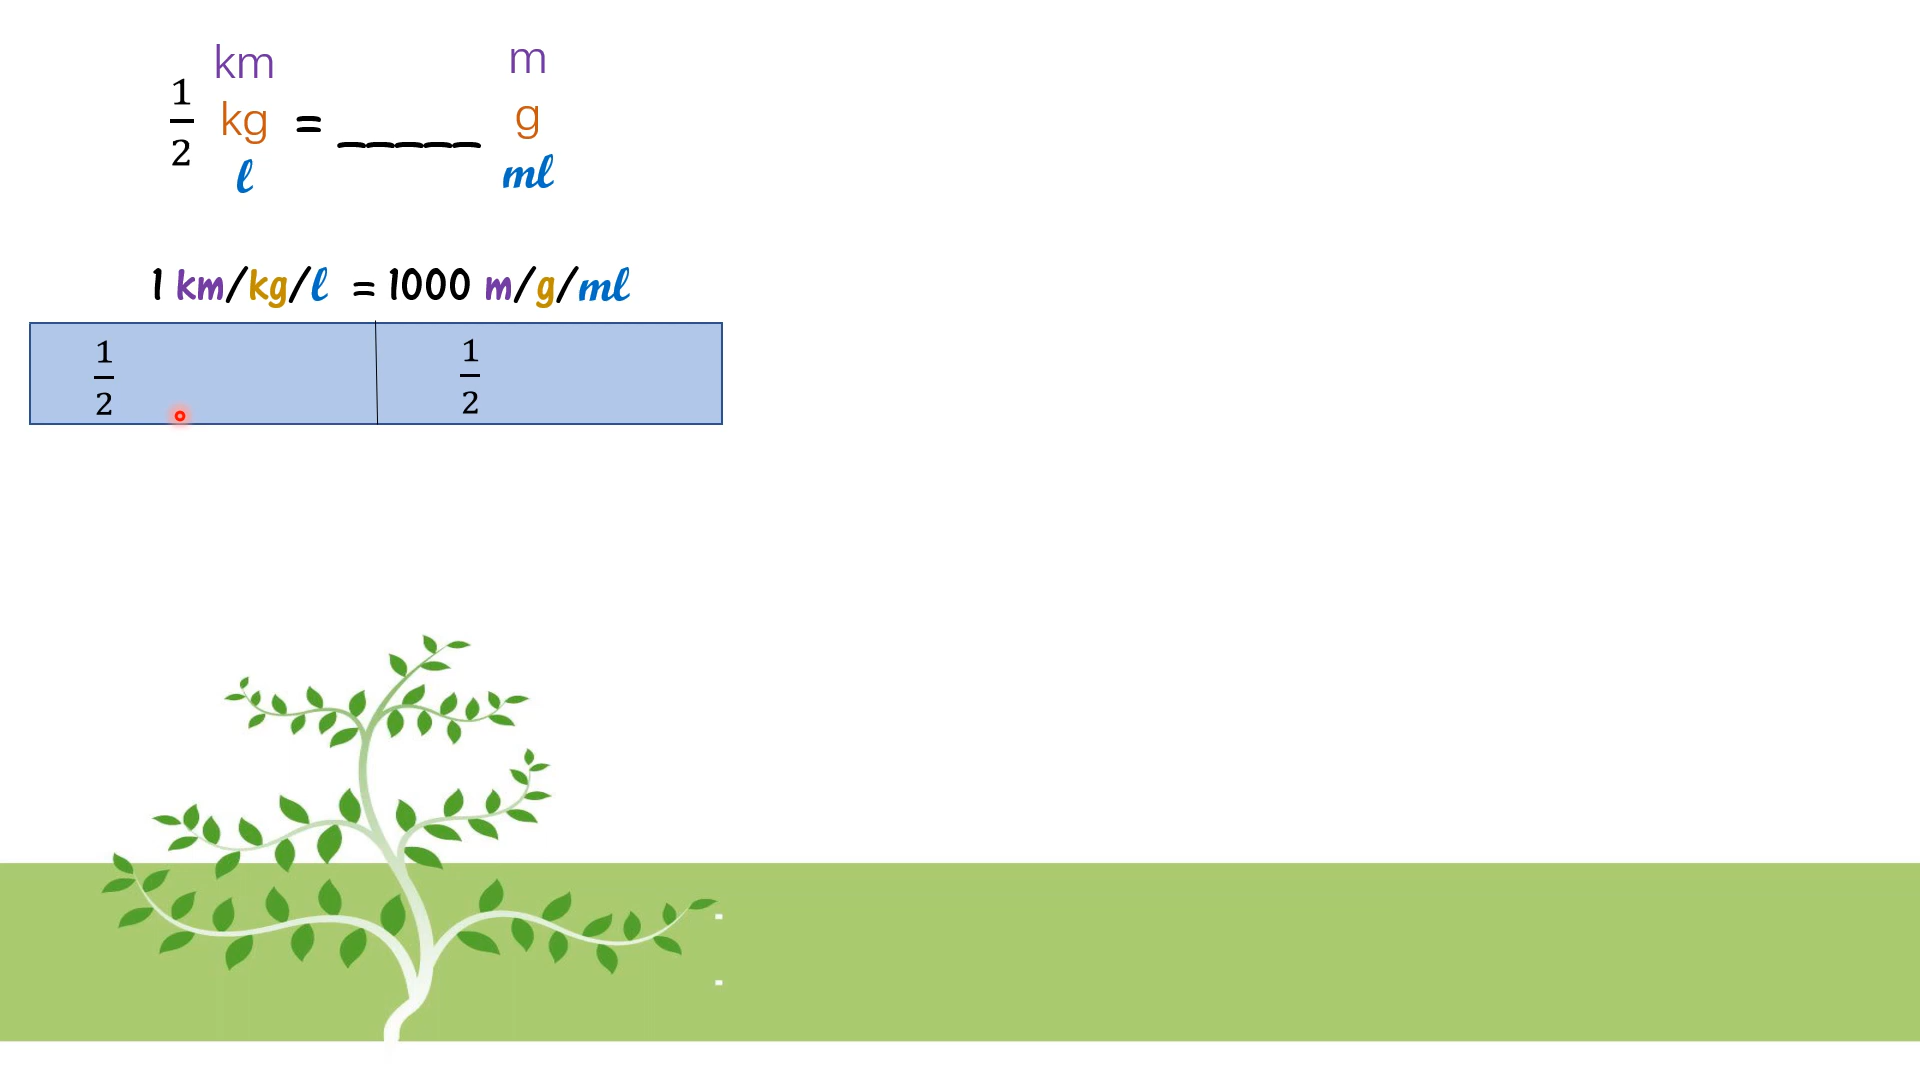 1/2 km kg l = _____ m g ml
1 km/kg/l = 1000 m/g/ml
1/2 1/2